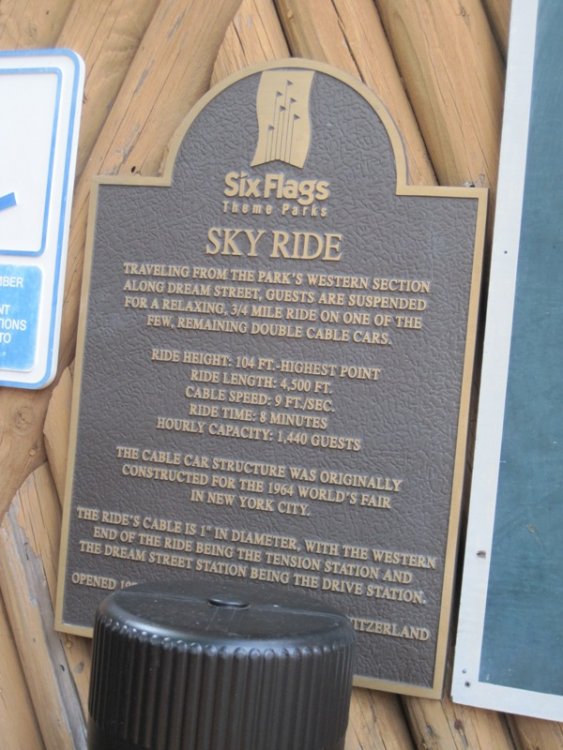 Six Flags
Theme Parks
SKY RIDE
TRAVELING FROM THE PARK'S WESTERN SECTION
ALONG DREAM STREET, GUESTS ARE SUSPENDED
FOR A RELAXING, 3/4 MILE RIDE ON ONE OF THE
FEW, REMAINING DOUBLE CABLE CARS.
RIDE HEIGHT: 104 FT.-HIGHEST POINT
RIDE LENGTH: 4,500 FT.
CABLE SPEED: 9 FT./SEC.
RIDE TIME: 8 MINUTES
HOURLY CAPACITY: 1,440 GUESTS
THE CABLE CAR STRUCTURE WAS ORIGINALLY
CONSTRUCTED FOR THE 1964 WORLD'S FAIR
IN NEW YORK CITY.
THE RIDE'S CABLE IS 1" IN DIAMETER, WITH THE WESTERN
END OF THE RIDE BEING THE TENSION STATION AND
THE DREAM STREET STATION BEING THE DRIVE STATION.
OPENED
TO